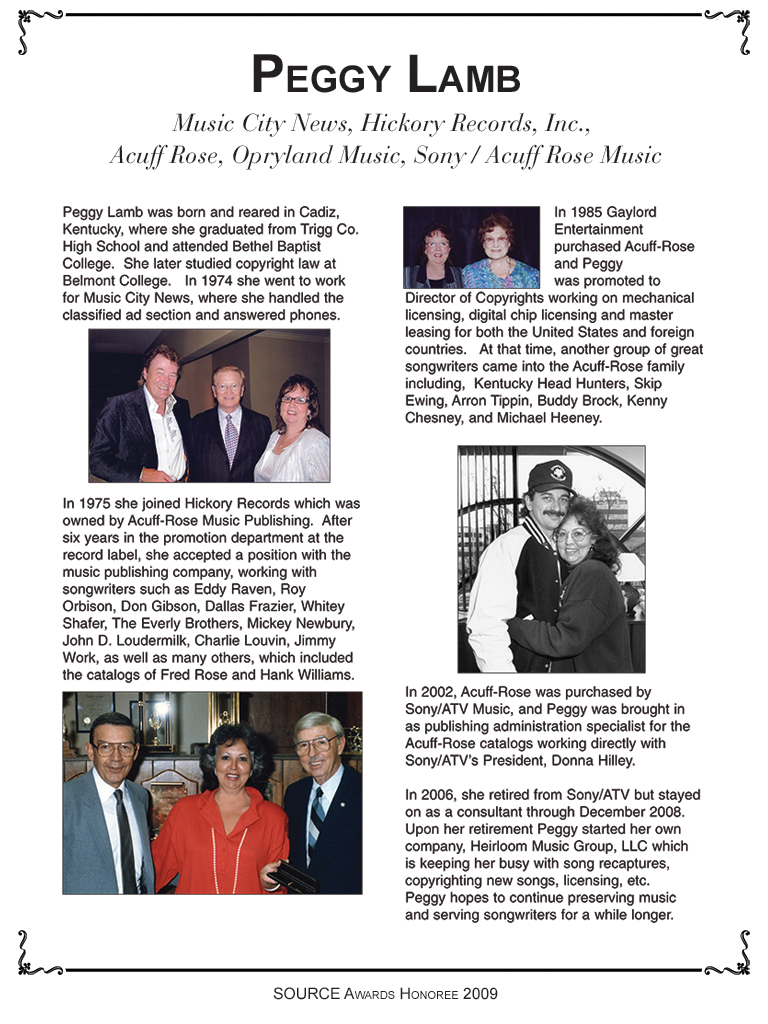 PEGGY LAMB
Music City News, Hickory Records, Inc.,
Acuff Rose, Opryland Music, Sony / Acuff Rose Music
Peggy Lamb was born and reared in Cadiz,
Kentucky, where she graduated from Trigg Co.
High School and attended Bethel Baptist
College.  She later studied copyright law at
Belmont College.   In 1974 she went to work
for Music City News, where she handled the
classified ad section and answered phones.
In 1975 she joined Hickory Records which was
owned by Acuff-Rose Music Publishing.  After
six years in the promotion department at the
record label, she accepted a position with the
music publishing company, working with
songwriters such as Eddy Raven, Roy
Orbison, Don Gibson, Dallas Frazier, Whitey
Shafer, The Everly Brothers, Mickey Newbury,
John D. Loudermilk, Charlie Louvin, Jimmy
Work, as well as many others, which included
the catalogs of Fred Rose and Hank Williams.
In 1985 Gaylord
Entertainment
purchased Acuff-Rose
and Peggy
was promoted to
Director of Copyrights working on mechanical
licensing, digital chip licensing and master
leasing for both the United States and foreign
countries.   At that time, another group of great
songwriters came into the Acuff-Rose family
including,  Kentucky Head Hunters, Skip
Ewing, Arron Tippin, Buddy Brock, Kenny
Chesney, and Michael Heeney.
In 2002, Acuff-Rose was purchased by
Sony/ATV Music, and Peggy was brought in
as publishing administration specialist for the
Acuff-Rose catalogs working directly with
Sony/ATV's President, Donna Hilley.
In 2006, she retired from Sony/ATV but stayed
on as a consultant through December 2008.
Upon her retirement Peggy started her own
company, Heirloom Music Group, LLC which
is keeping her busy with song recaptures,
copyrighting new songs, licensing, etc.
Peggy hopes to continue preserving music
and serving songwriters for a while longer.
SOURCE AWARDS HONOREE 2009